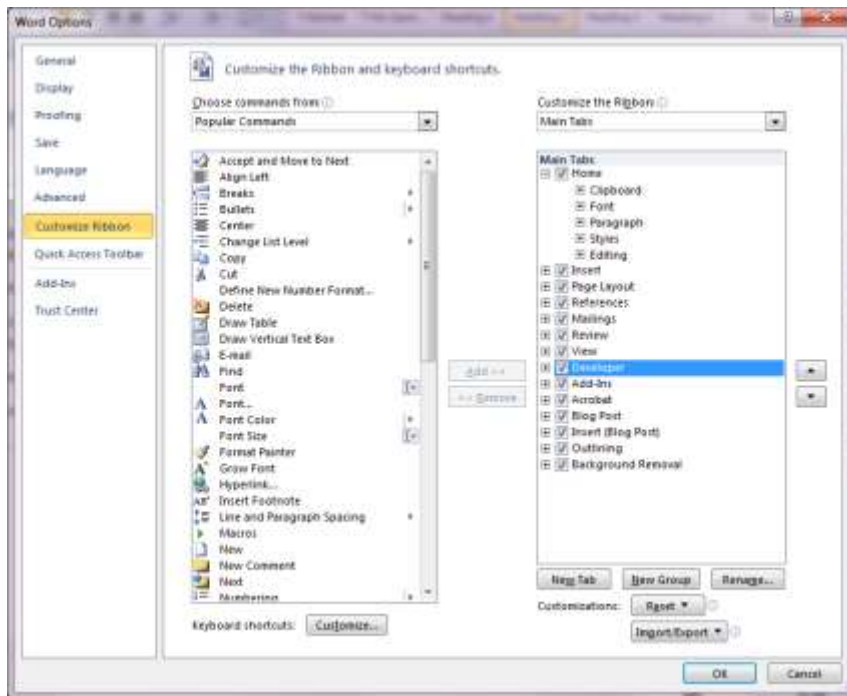 Word Options
General
Display
Proofing
Save
Language
Advanced
Customize Ribbon
Quick Access Toolbar
Add-Ins
Trust Center
Customize the Ribbon and keyboard shortcuts.
Choose commands from:
Popular Commands
Accept and Move to Next
Align Left
Breaks
Bullets
Center
Change List Level
Copy
Cut
Define New Number Format...
Delete
Draw Table
Draw Vertical Text Box
E-mail
Find
Font
Font...
Font Color
Font Size
Format Painter
Grow Font
Hyperlink...
Insert Footnote
Line and Paragraph Spacing
Macros
New
New Comment
Next
Numbering
Keyboard shortcuts: Customize...
Add >>
<< Remove
Customize the Ribbon:
Main Tabs
Main Tabs
Home
Clipboard
Font
Paragraph
Styles
Editing
Insert
Page Layout
References
Mailings
Review
View
Developer
Add-Ins
Acrobat
Blog Post
Insert (Blog Post)
Outlining
Background Removal
New Tab New Group Rename...
Customizations: Reset
Import/Export
OK Cancel